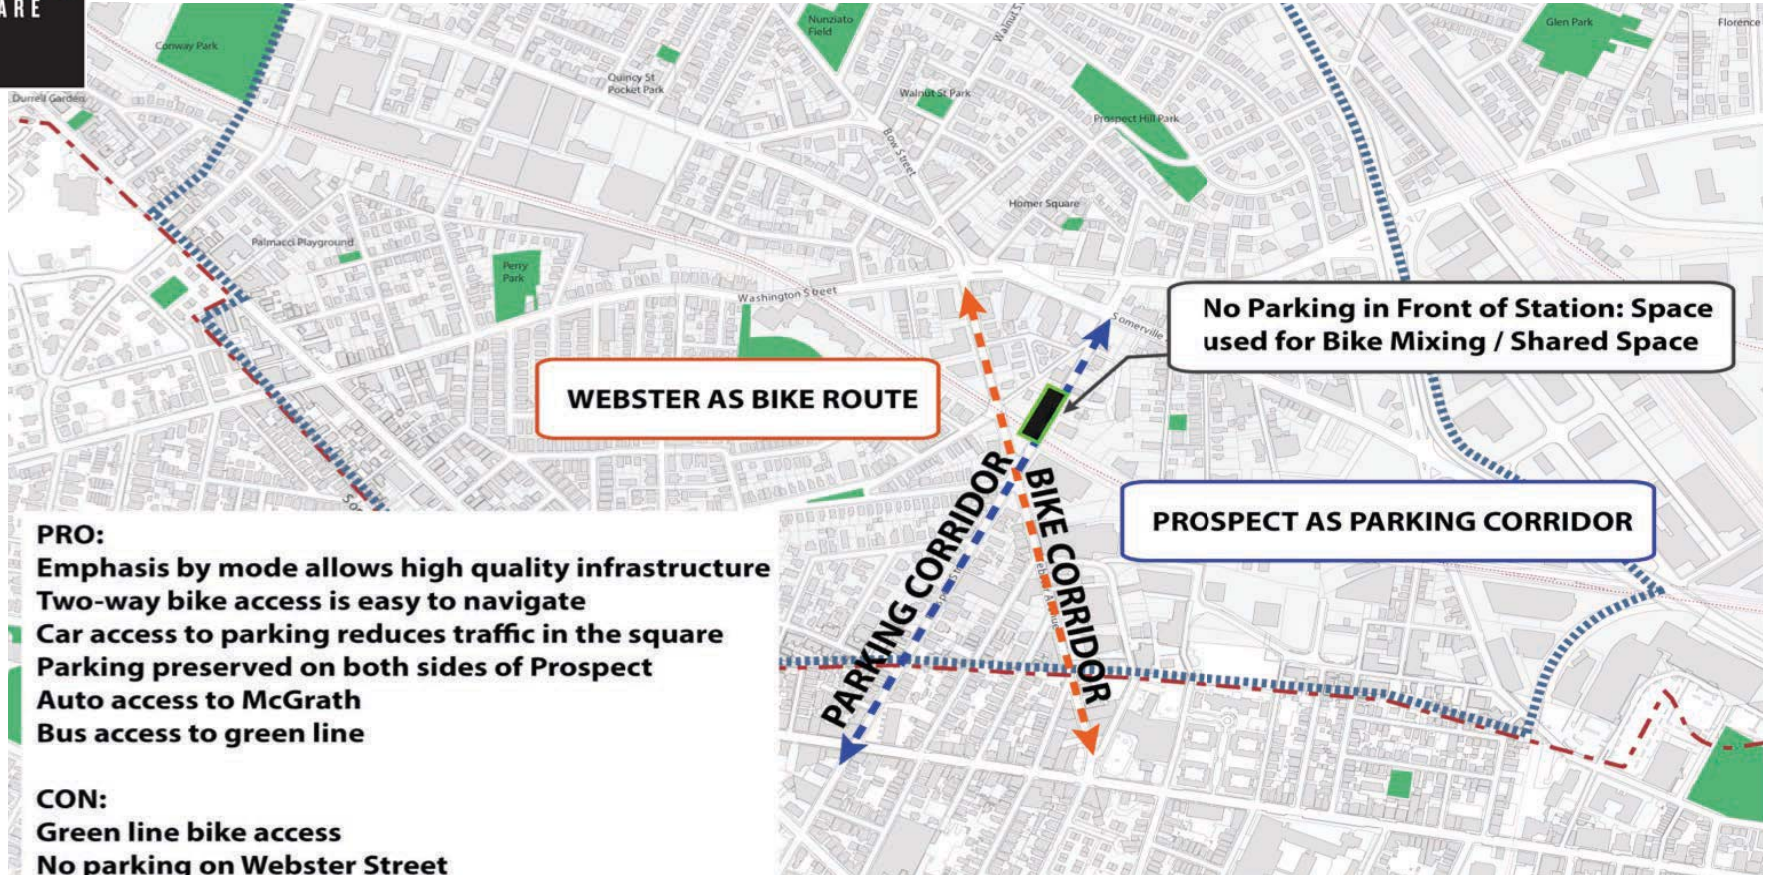 ARE
Conway Park
Durrell Garden
Nunziato
Field
Quincy St
Pocket Park
Walnut St Park
Walnut S
Bow Street
Prospect Hill Park
Glen Park
Florence
Homer Square
Palmacci Playground
Perry
Park
Washington Street
Somerville
No Parking in Front of Station: Space
used for Bike Mixing / Shared Space
WEBSTER AS BIKE ROUTE
PROSPECT AS PARKING CORRIDOR
PARKING CORRIDOR
BIKE CORRIDOR
PRO:
Emphasis by mode allows high quality infrastructure
Two-way bike access is easy to navigate
Car access to parking reduces traffic in the square
Parking preserved on both sides of Prospect
Auto access to McGrath
Bus access to green line
CON:
Green line bike access
No parking on Webster Street